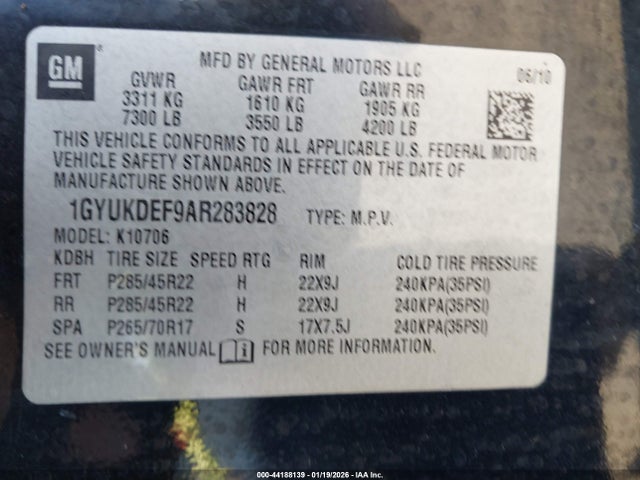 GM
®
MFD BY GENERAL MOTORS LLC
06/10
GVWR GAWR FRT GAWR RR
3311 KG 1610 KG 1905 KG
7300 LB 3550 LB 4200 LB
THIS VEHICLE CONFORMS TO ALL APPLICABLE U.S. FEDERAL MOTOR
VEHICLE SAFETY STANDARDS IN EFFECT ON THE DATE OF
MANUFACTURE SHOWN ABOVE.
1GYUKDEF9AR283828 TYPE: M.P.V.
MODEL: K10706
KDBH TIRE SIZE SPEED RTG RIM COLD TIRE PRESSURE
FRT P285/45R22 H 22X9J 240KPA(35PSI)
RR P285/45R22 H 22X9J 240KPA(35PSI)
SPA P265/70R17 S 17X7.5J 240KPA(35PSI)
SEE OWNER'S MANUAL i FOR MORE INFORMATION.
000-44188139 - 01/19/2026 - IAA Inc.